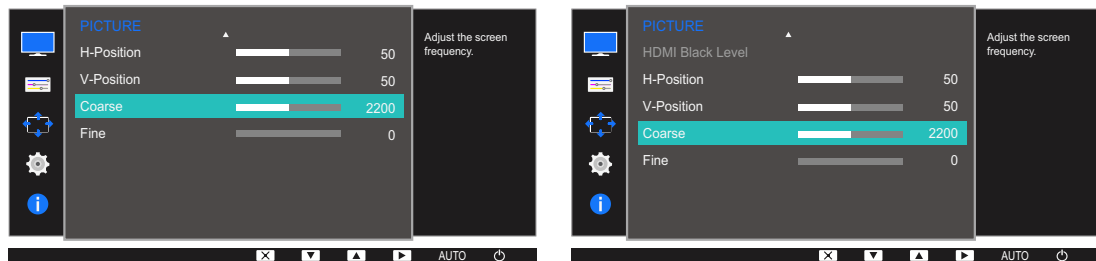 PICTURE
H-Position 50
V-Position 50
Coarse 2200
Fine 0
Adjust the screen
frequency.
AUTO
PICTURE
HDMI Black Level
H-Position 50
V-Position 50
Coarse 2200
Fine 0
Adjust the screen
frequency.
AUTO